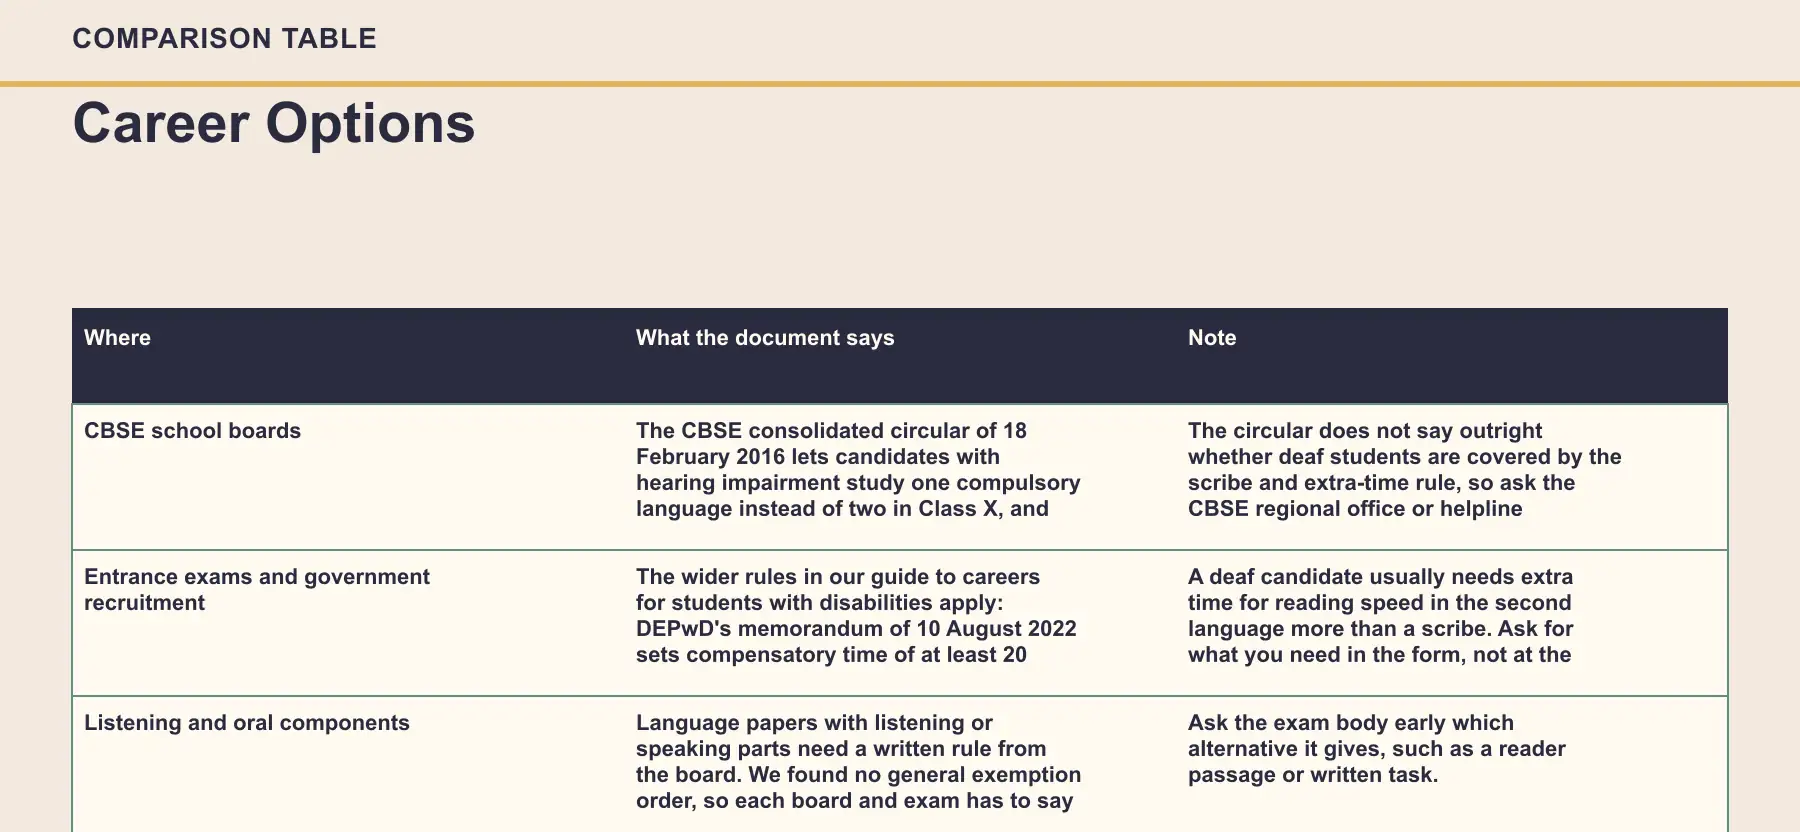 COMPARISON TABLE
Career Options
Where
What the document says
Note
CBSE school boards
The CBSE consolidated circular of 18
February 2016 lets candidates with
hearing impairment study one compulsory
language instead of two in Class X, and
The circular does not say outright
whether deaf students are covered by the
scribe and extra-time rule, so ask the
CBSE regional office or helpline
Entrance exams and government
recruitment
The wider rules in our guide to careers
for students with disabilities apply:
DEPwD's memorandum of 10 August 2022
sets compensatory time of at least 20
A deaf candidate usually needs extra
time for reading speed in the second
language more than a scribe. Ask for
what you need in the form, not at the
Listening and oral components
Language papers with listening or
speaking parts need a written rule from
the board. We found no general exemption
order, so each board and exam has to say
Ask the exam body early which
alternative it gives, such as a reader
passage or written task.